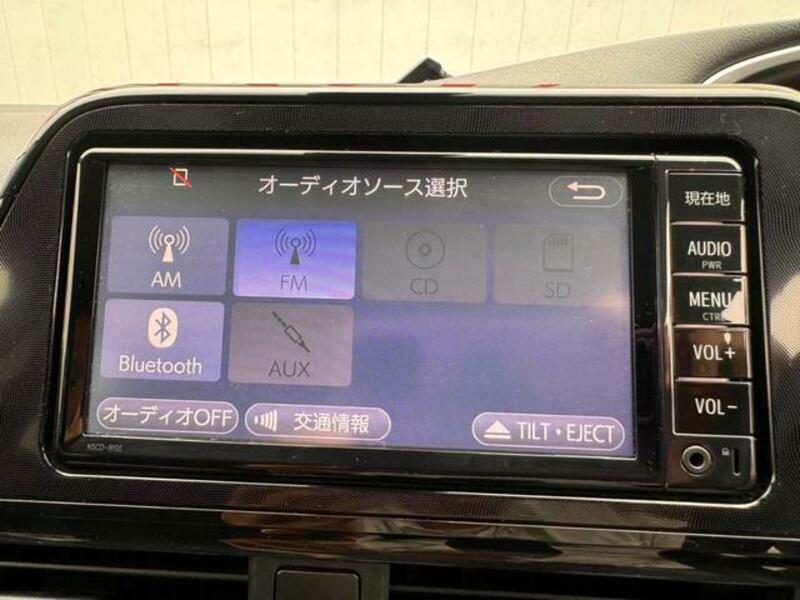 オーディオソース選択
AM
FM
CD
SD
Bluetooth
AUX
オーディオOFF
交通情報
TILT・EJECT
現在地
AUDIO
PWR
MENU
VOL+
VOL-